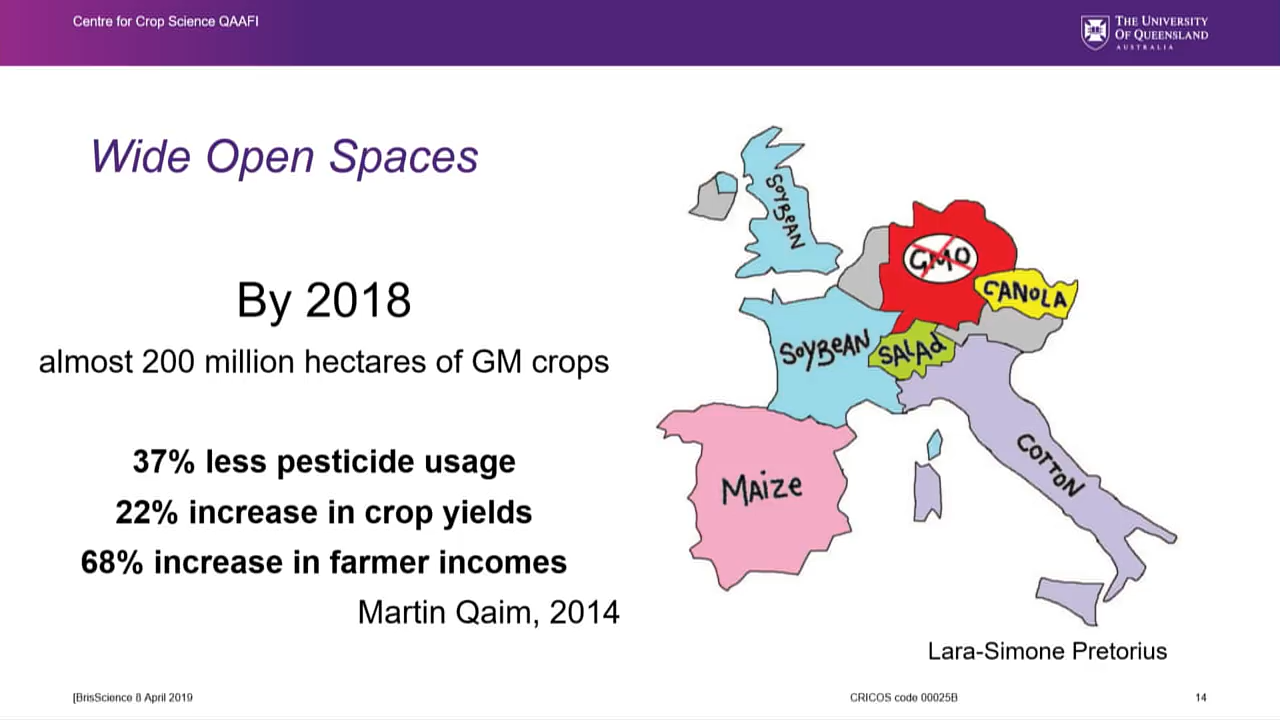 Centre for Crop Science QAAFI
THE UNIVERSITY
OF QUEENSLAND
AUSTRALIA
Wide Open Spaces
By 2018
almost 200 million hectares of GM crops
37% less pesticide usage
22% increase in crop yields
68% increase in farmer incomes
Martin Qaim, 2014
SOYBEAN
GMO
CANOLA
SOYBEAN
SALAd
MAize
COTTON
Lara-Simone Pretorius
[BrisScience 8 April 2019
CRICOS code 00025B
14